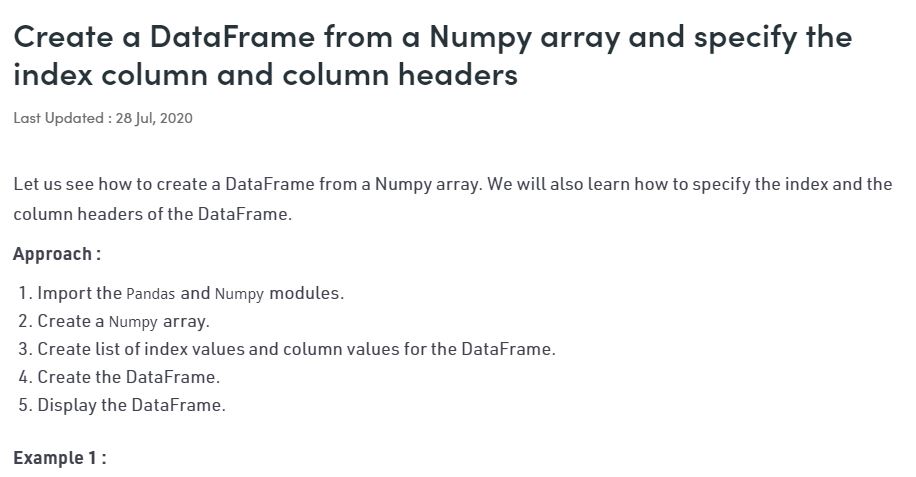 Create a DataFrame from a Numpy array and specify the
index column and column headers
Last Updated : 28 Jul, 2020
Let us see how to create a DataFrame from a Numpy array. We will also learn how to specify the index and the
column headers of the DataFrame.
Approach :
1. Import the Pandas and Numpy modules.
2. Create a Numpy array.
3. Create list of index values and column values for the DataFrame.
4. Create the DataFrame.
5. Display the DataFrame.
Example 1 :